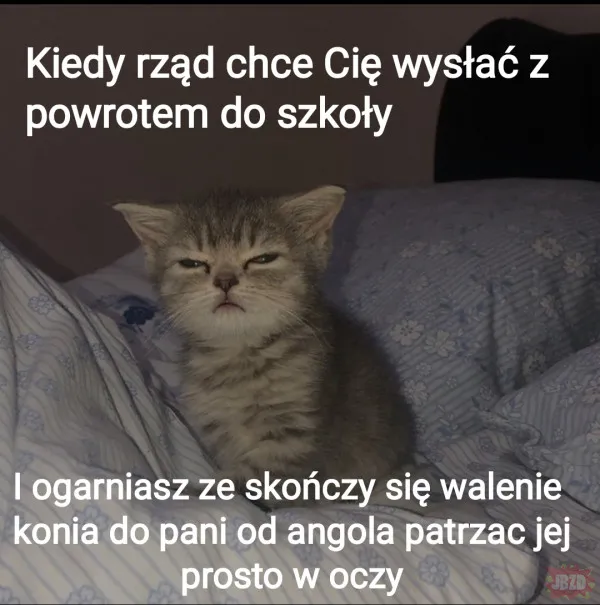 Kiedy rząd chce Cię wysłać z
powrotem do szkoły
I ogarniasz ze skończy się walenie
konia do pani od angola patrzac jej
prosto w oczy
JBZD